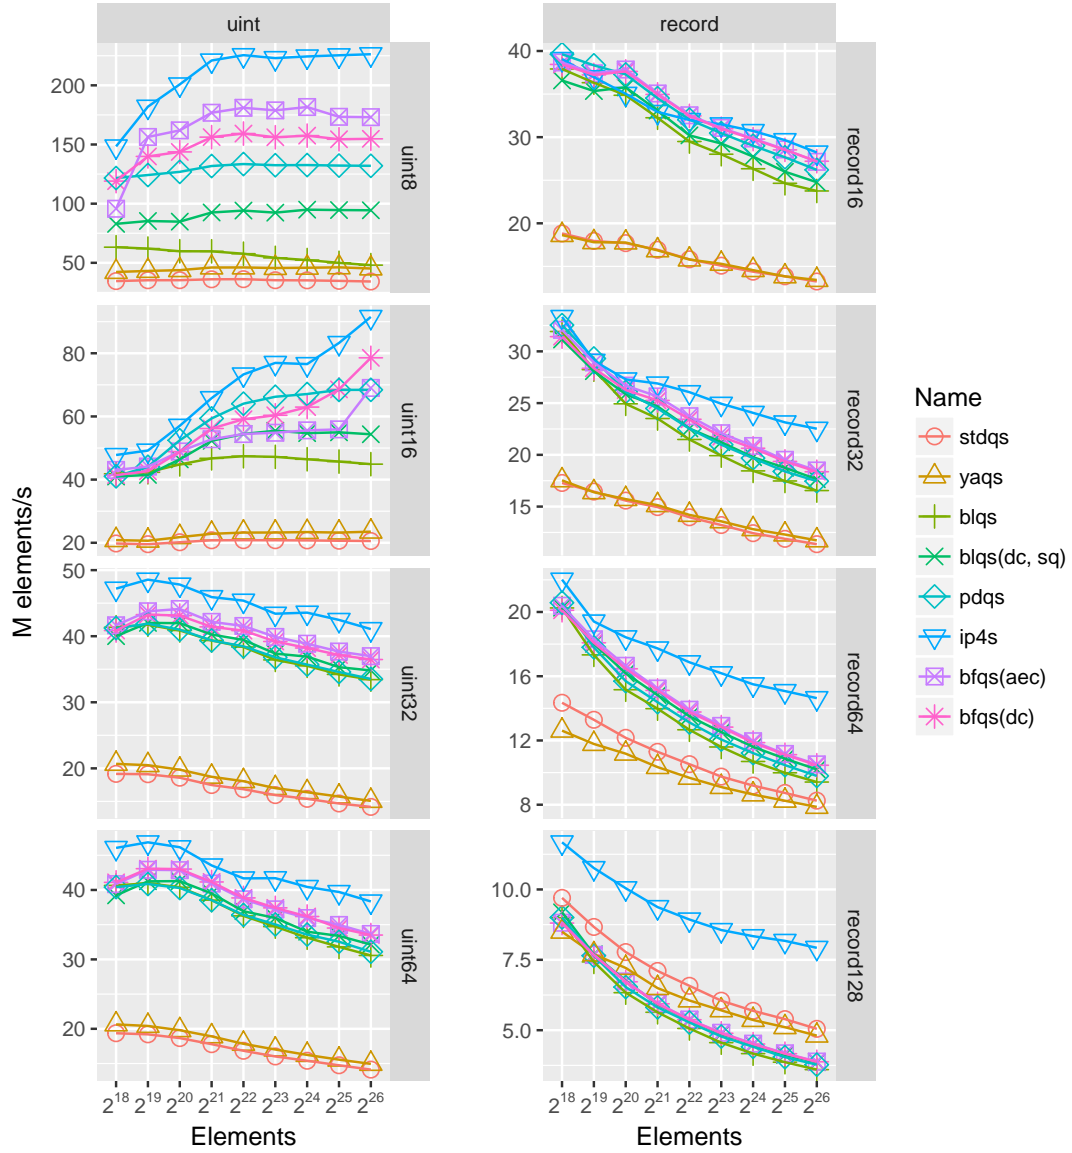 uint
record
200
150
100
50
uint8
40
30
20
record16
80
60
40
20
uint16
30
25
20
15
record32
50
40
30
20
uint32
20
16
12
8
record64
40
30
20
uint64
10.0
7.5
5.0
record128
2^18 2^19 2^20 2^21 2^22 2^23 2^24 2^25 2^26
2^18 2^19 2^20 2^21 2^22 2^23 2^24 2^25 2^26
Elements
Elements
M elements/s
Name
stdqs
yaqs
blqs
blqs(dc, sq)
pdqs
ip4s
bfqs(aec)
bfqs(dc)